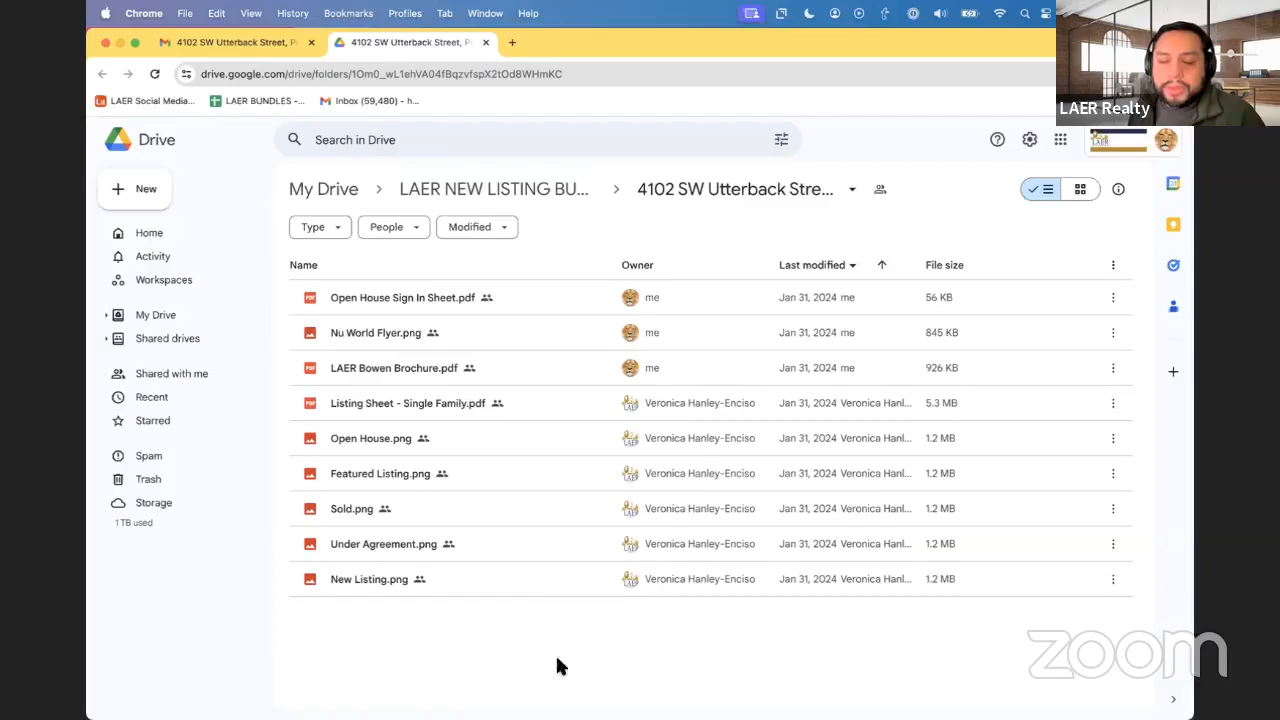 Chrome File Edit View History Bookmarks Profiles Tab Window Help
4102 SW Utterback Street, P
4102 SW Utterback Street, P
drive.google.com/drive/folders/1Om0_wL1ehVA04fBqzvfspX2tOd8WHmKC
LAER Social Media... LAER BUNDLES -... Inbox (59,480) - h...
LAER Realty
Drive
Search in Drive
LAER
New
My Drive > LAER NEW LISTING BU... > 4102 SW Utterback Stre...
Type People Modified
Home
Activity
Workspaces
My Drive
Shared drives
Shared with me
Recent
Starred
Spam
Trash
Storage
1 TB used
Name Owner Last modified File size
Open House Sign In Sheet.pdf me Jan 31, 2024 me 56 KB
Nu World Flyer.png me Jan 31, 2024 me 845 KB
LAER Bowen Brochure.pdf me Jan 31, 2024 me 926 KB
Listing Sheet - Single Family.pdf Veronica Hanley-Enciso Jan 31, 2024 Veronica Hanl... 5.3 MB
Open House.png Veronica Hanley-Enciso Jan 31, 2024 Veronica Hanl... 1.2 MB
Featured Listing.png Veronica Hanley-Enciso Jan 31, 2024 Veronica Hanl... 1.2 MB
Sold.png Veronica Hanley-Enciso Jan 31, 2024 Veronica Hanl... 1.2 MB
Under Agreement.png Veronica Hanley-Enciso Jan 31, 2024 Veronica Hanl... 1.2 MB
New Listing.png Veronica Hanley-Enciso Jan 31, 2024 Veronica Hanl... 1.2 MB
zoom